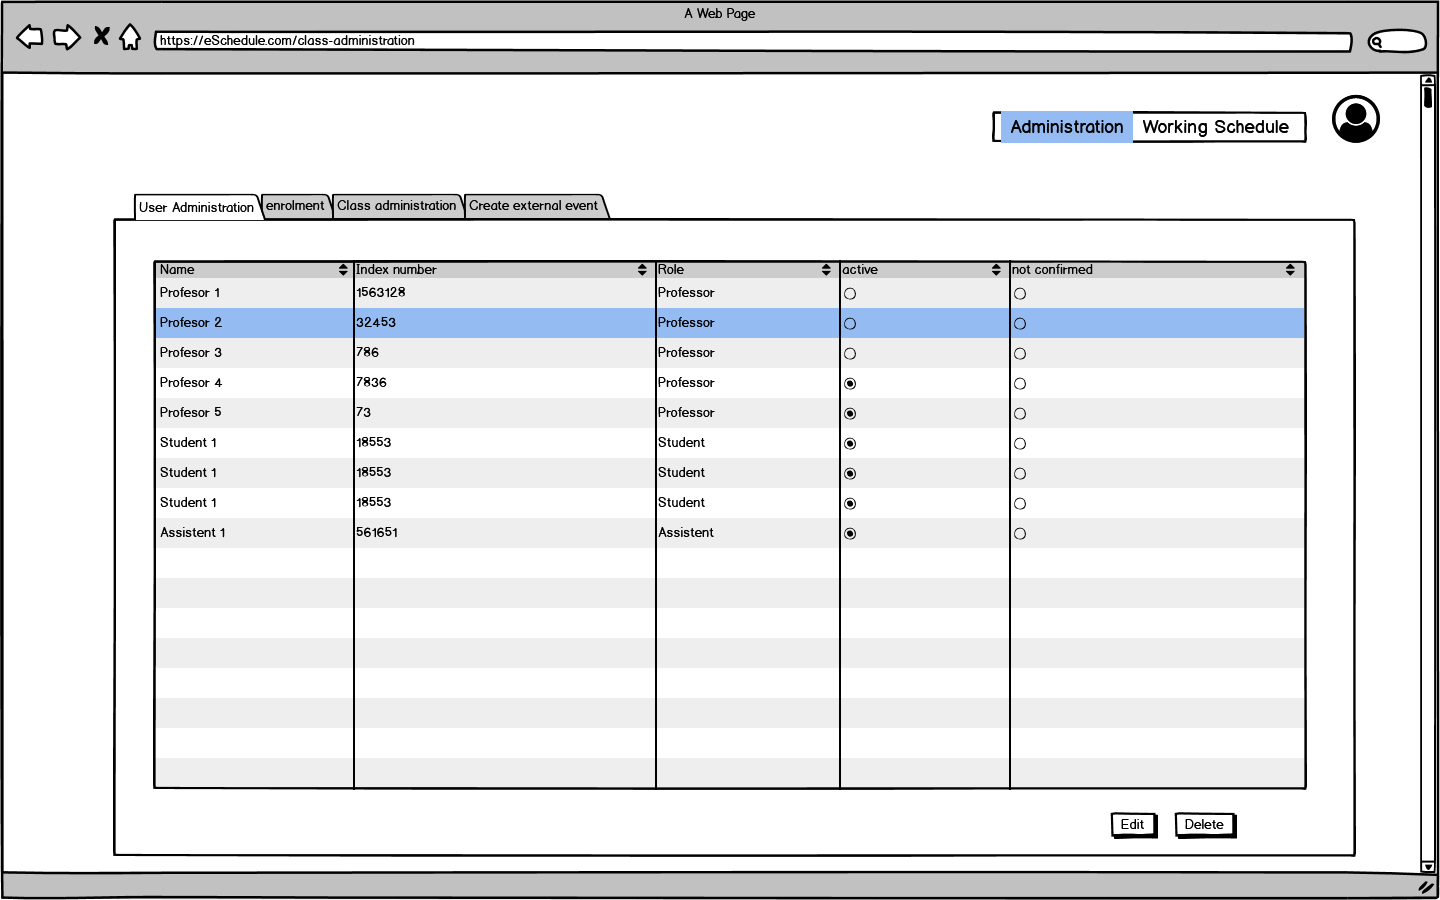 A Web Page
https://eSchedule.com/class-administration
Administration Working Schedule
User Administration enrolment Class administration Create external event
Name Index number Role active not confirmed
Profesor 1 1563128 Professor
Profesor 2 32453 Professor
Profesor 3 786 Professor
Profesor 4 7836 Professor
Profesor 5 73 Professor
Student 1 18553 Student
Student 1 18553 Student
Student 1 18553 Student
Assistent 1 561651 Assistent
Edit Delete